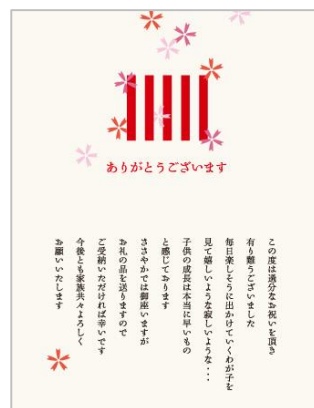 ありがとうございます
この度は過分なお祝いを頂き
有り難うございました
毎日楽しそうに出かけていくわが子を
見て嬉しいような寂しいような・・・
子供の成長は本当に早いもの
と感じております
ささやかでは御座いますが
お礼の品を送りますので
ご受納いただければ幸いです
今後とも家族共々よろしく
お願いいたします